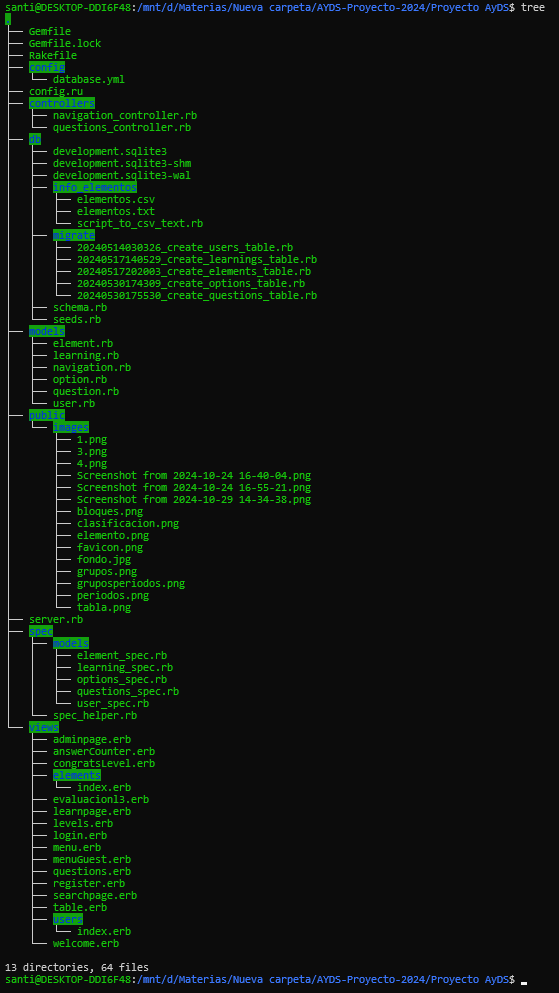 santi@DESKTOP-DDI6F48:/mnt/d/Materias/Nueva carpeta/AYDS-Proyecto-2024/Proyecto AyDS$ tree
.
├── Gemfile
├── Gemfile.lock
├── Rakefile
├── config
│   └── database.yml
├── config.ru
├── controllers
│   ├── navigation_controller.rb
│   └── questions_controller.rb
├── db
│   ├── development.sqlite3
│   ├── development.sqlite3-shm
│   ├── development.sqlite3-wal
│   ├── info_elementos
│   │   ├── elementos.csv
│   │   ├── elementos.txt
│   │   └── script_to_csv_text.rb
│   ├── migrate
│   │   ├── 20240514030326_create_users_table.rb
│   │   ├── 20240517140529_create_learnings_table.rb
│   │   ├── 20240517202003_create_elements_table.rb
│   │   ├── 20240530174309_create_options_table.rb
│   │   └── 20240530175530_create_questions_table.rb
│   ├── schema.rb
│   └── seeds.rb
├── models
│   ├── element.rb
│   ├── learning.rb
│   ├── navigation.rb
│   ├── option.rb
│   ├── question.rb
│   └── user.rb
├── public
│   └── images
│       ├── 1.png
│       ├── 3.png
│       ├── 4.png
│       ├── Screenshot from 2024-10-24 16-40-04.png
│       ├── Screenshot from 2024-10-24 16-55-21.png
│       ├── Screenshot from 2024-10-29 14-34-38.png
│       ├── bloques.png
│       ├── clasificacion.png
│       ├── elemento.png
│       ├── favicon.png
│       ├── fondo.jpg
│       ├── grupos.png
│       ├── gruposperiodos.png
│       ├── periodos.png
│       └── tabla.png
├── server.rb
├── spec
│   ├── models
│   │   ├── element_spec.rb
│   │   ├── learning_spec.rb
│   │   ├── options_spec.rb
│   │   ├── questions_spec.rb
│   │   └── user_spec.rb
│   └── spec_helper.rb
└── views
    ├── adminpage.erb
    ├── answerCounter.erb
    ├── congratsLevel.erb
    ├── elements
    │   └── index.erb
    ├── evaluacionl3.erb
    ├── learnpage.erb
    ├── levels.erb
    ├── login.erb
    ├── menu.erb
    ├── menuGuest.erb
    ├── questions.erb
    ├── register.erb
    ├── searchpage.erb
    ├── table.erb
    ├── users
    │   └── index.erb
    └── welcome.erb

13 directories, 64 files
santi@DESKTOP-DDI6F48:/mnt/d/Materias/Nueva carpeta/AYDS-Proyecto-2024/Proyecto AyDS$